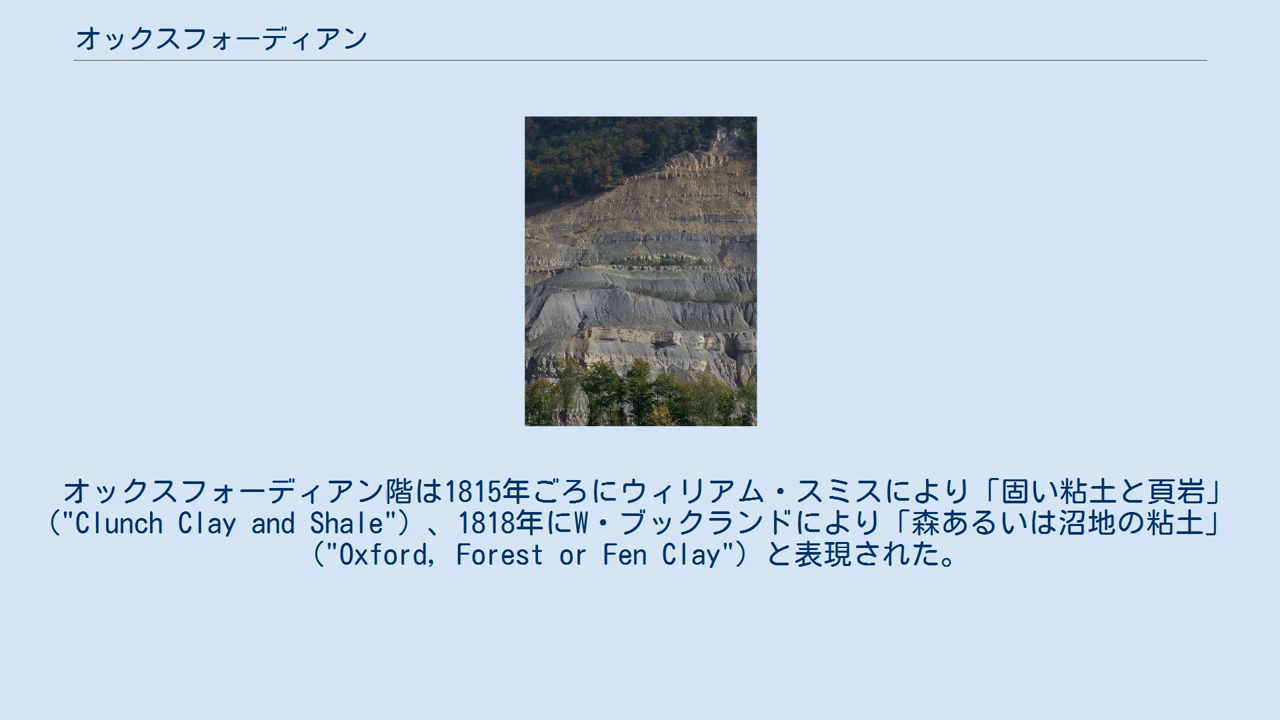 オックスフォーディアン
オックスフォーディアン階は1815年ごろにウィリアム・スミスにより「固い粘土と頁岩」
("Clunch Clay and Shale")、1818年にW・ブックランドにより「森あるいは沼地の粘土」
("Oxford, Forest or Fen Clay")と表現された。